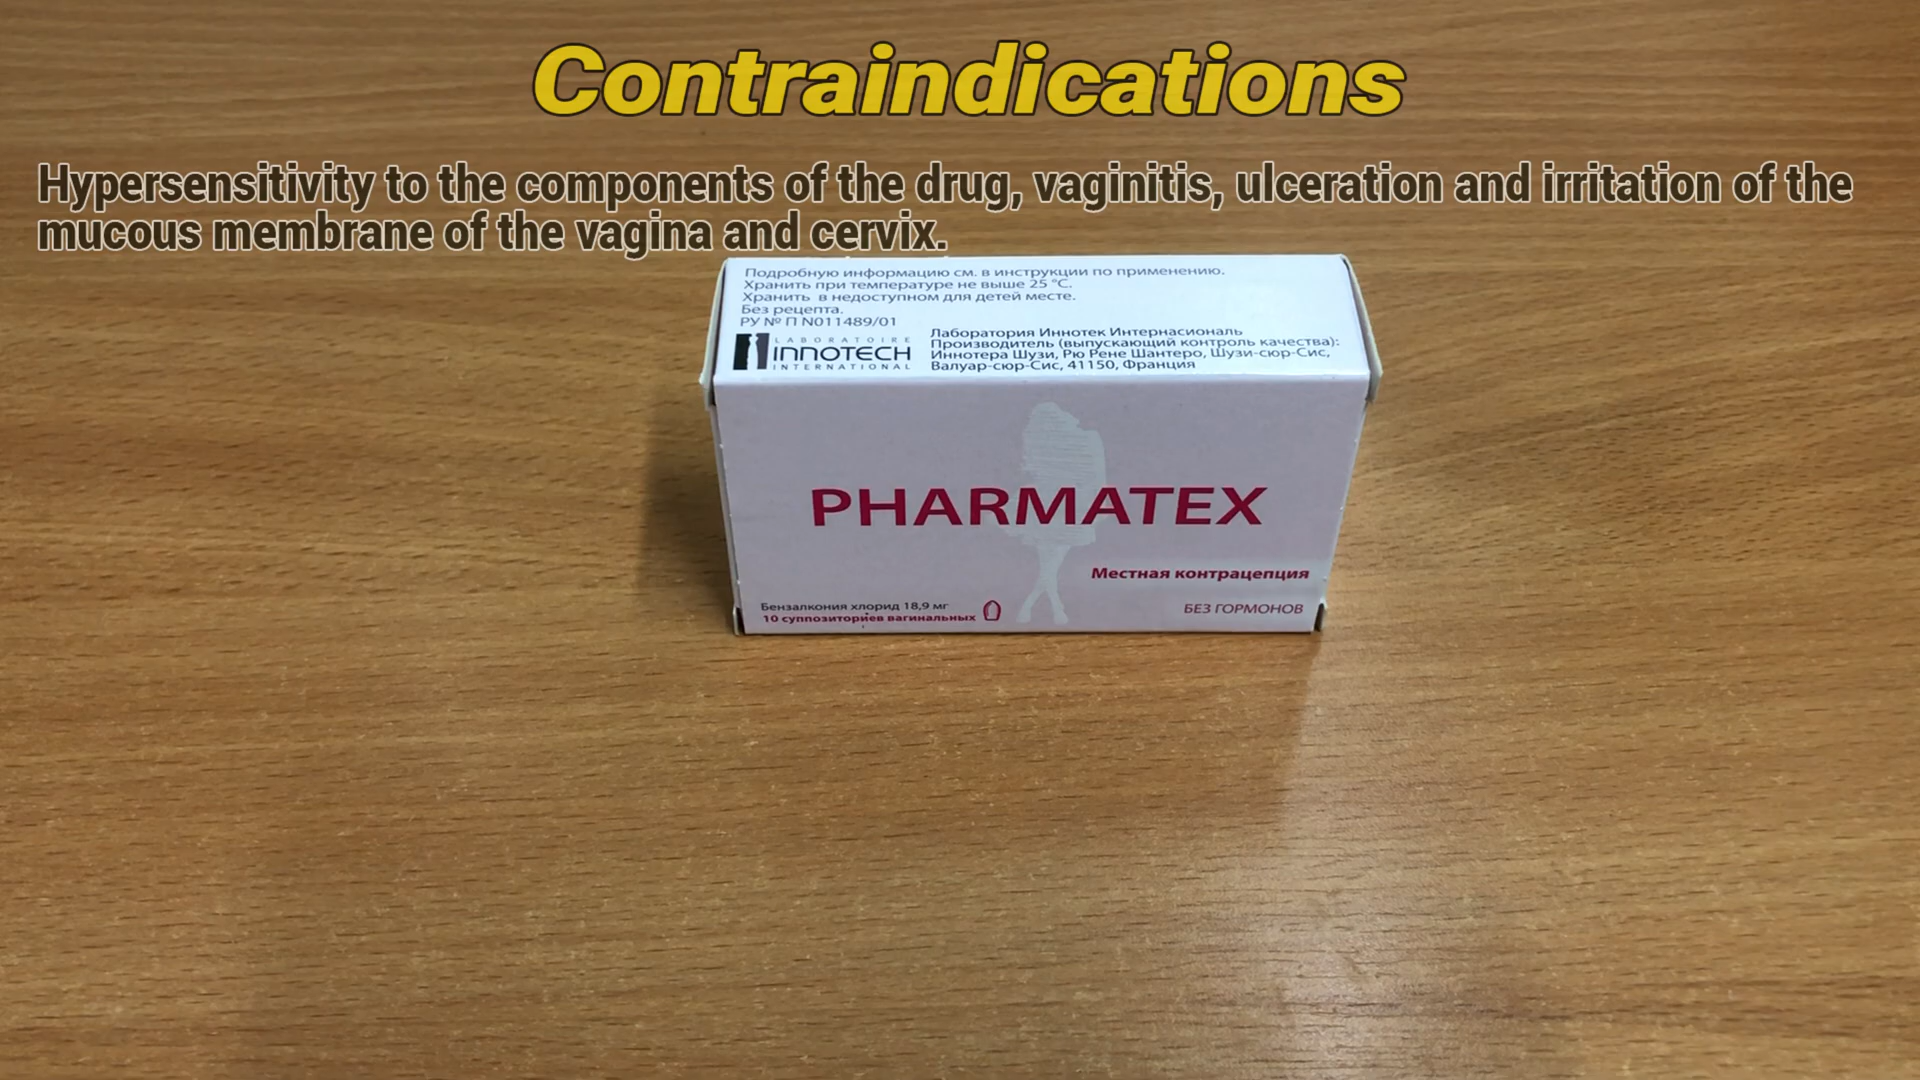 Contraindications
Hypersensitivity to the components of the drug, vaginitis, ulceration and irritation of the
mucous membrane of the vagina and cervix.
Подробную информацию см. в инструкции по применению.
Хранить при температуре не выше 25 °C.
Хранить в недоступном для детей месте.
Без рецепта.
РУ № П N011489/01
LABORATOIRE
INNOTECH
INTERNATIONAL
Лаборатория Иннотек Интернасиональ
Производитель (выпускающий контроль качества):
Иннотера Шузи, Рю Рене Шантеро, Шузи-сюр-Сис,
Валуар-сюр-Сис, 41150, Франция
PHARMATEX
Местная контрацепция
Бензалкония хлорид 18,9 мг
10 суппозиториев вагинальных
БЕЗ ГОРМОНОВ